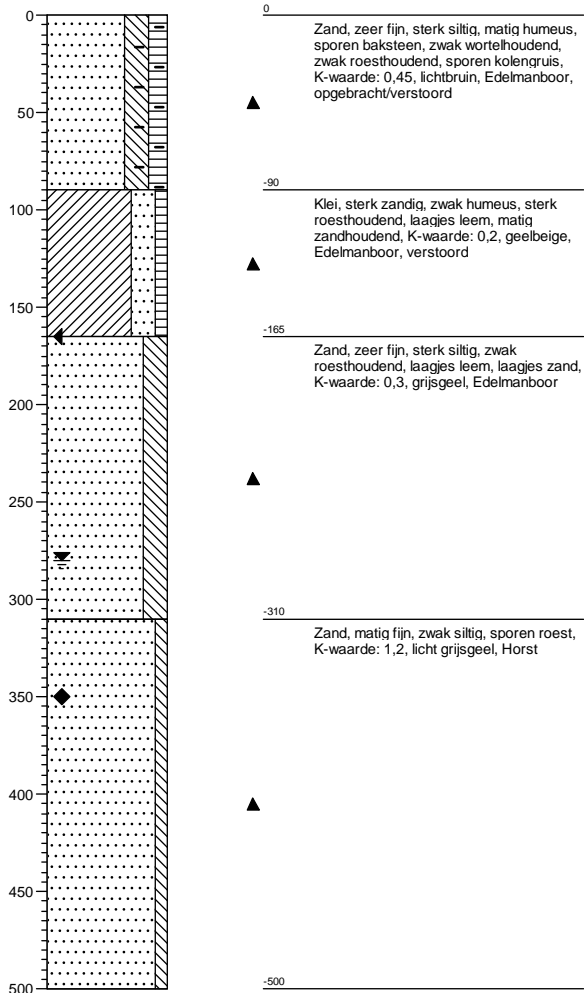 0
50
100
150
200
250
300
350
400
450
500
0
Zand, zeer fijn, sterk siltig, matig humeus,
sporen baksteen, zwak wortelhoudend,
zwak roesthoudend, sporen kolengruis,
K-waarde: 0,45, lichtbruin, Edelmanboor,
opgebracht/verstoord
-90
Klei, sterk zandig, zwak humeus, sterk
roesthoudend, laagjes leem, matig
zandhoudend, K-waarde: 0,2, geelbeige,
Edelmanboor, verstoord
-165
Zand, zeer fijn, sterk siltig, zwak
roesthoudend, laagjes leem, laagjes zand,
K-waarde: 0,3, grijsgeel, Edelmanboor
-310
Zand, matig fijn, zwak siltig, sporen roest,
K-waarde: 1,2, licht grijsgeel, Horst
-500